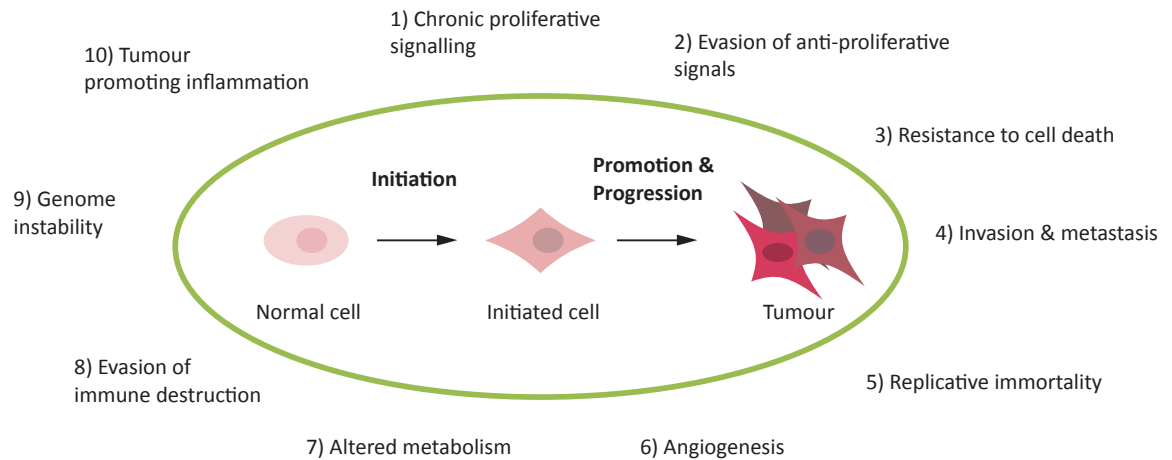 1) Chronic proliferative
signalling
2) Evasion of anti-proliferative
signals
3) Resistance to cell death
4) Invasion & metastasis
5) Replicative immortality
6) Angiogenesis
7) Altered metabolism
8) Evasion of
immune destruction
9) Genome
instability
10) Tumour
promoting inflammation
Initiation
Promotion &
Progression
Normal cell
Initiated cell
Tumour